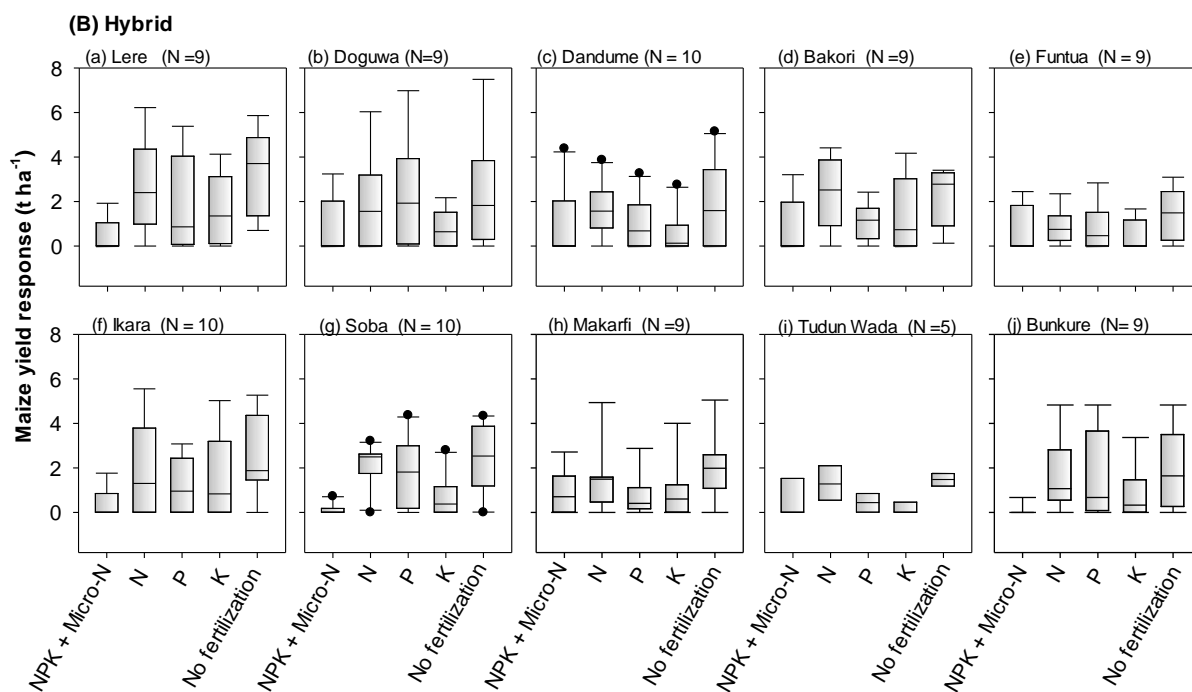 (B) Hybrid
(a) Lere (N =9)
(b) Doguwa (N=9)
(c) Dandume (N = 10
(d) Bakori (N =9)
(e) Funtua (N = 9)
8
6
4
2
0
Maize yield response (t ha⁻¹)
(f) Ikara (N = 10)
(g) Soba (N = 10)
(h) Makarfi (N =9)
(i) Tudun Wada (N =5)
(j) Bunkure (N= 9)
8
6
4
2
0
NPK + Micro-N
N
P
K
No fertilization
NPK + Micro-N
N
P
K
No fertilization
NPK + Micro-N
N
P
K
No fertilization
NPK + Micro-N
N
P
K
No fertilization
NPK + Micro-N
N
P
K
No fertilization